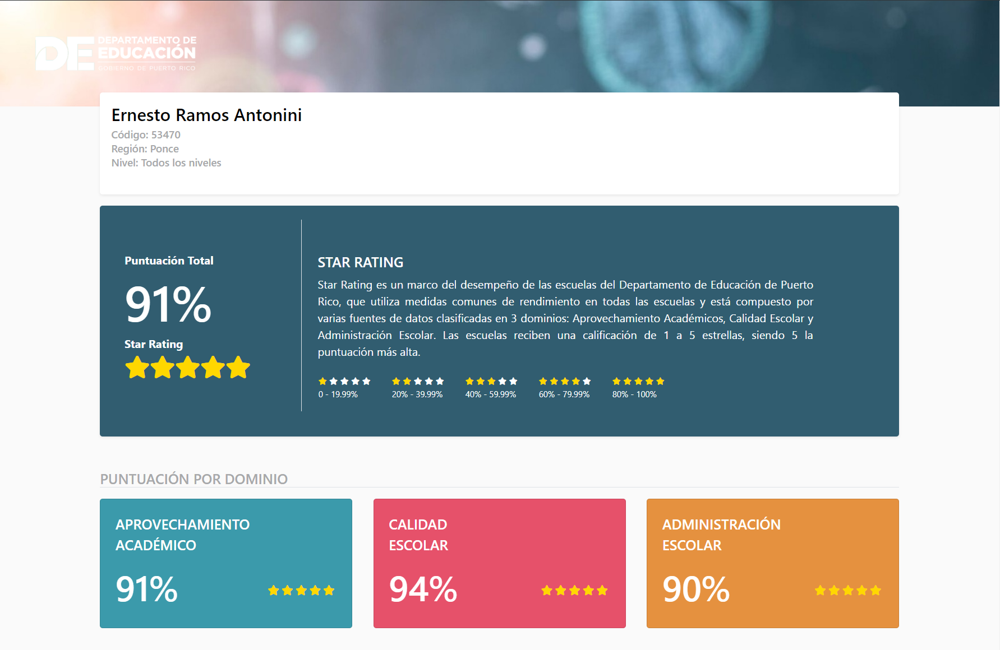 DE DEPARTAMENTO DE
EDUCACIÓN
GOBIERNO DE PUERTO RICO
Ernesto Ramos Antonini
Código: 53470
Región: Ponce
Nivel: Todos los niveles
Puntuación Total
91%
Star Rating
STAR RATING
Star Rating es un marco del desempeño de las escuelas del Departamento de Educación de Puerto
Rico, que utiliza medidas comunes de rendimiento en todas las escuelas y está compuesto por
varias fuentes de datos clasificadas en 3 dominios: Aprovechamiento Académicos, Calidad Escolar y
Administración Escolar. Las escuelas reciben una calificación de 1 a 5 estrellas, siendo 5 la
puntuación más alta.
0 - 19.99%
20% - 39.99%
40% - 59.99%
60% - 79.99%
80% - 100%
PUNTUACIÓN POR DOMINIO
APROVECHAMIENTO
ACADÉMICO
91%
CALIDAD
ESCOLAR
94%
ADMINISTRACIÓN
ESCOLAR
90%